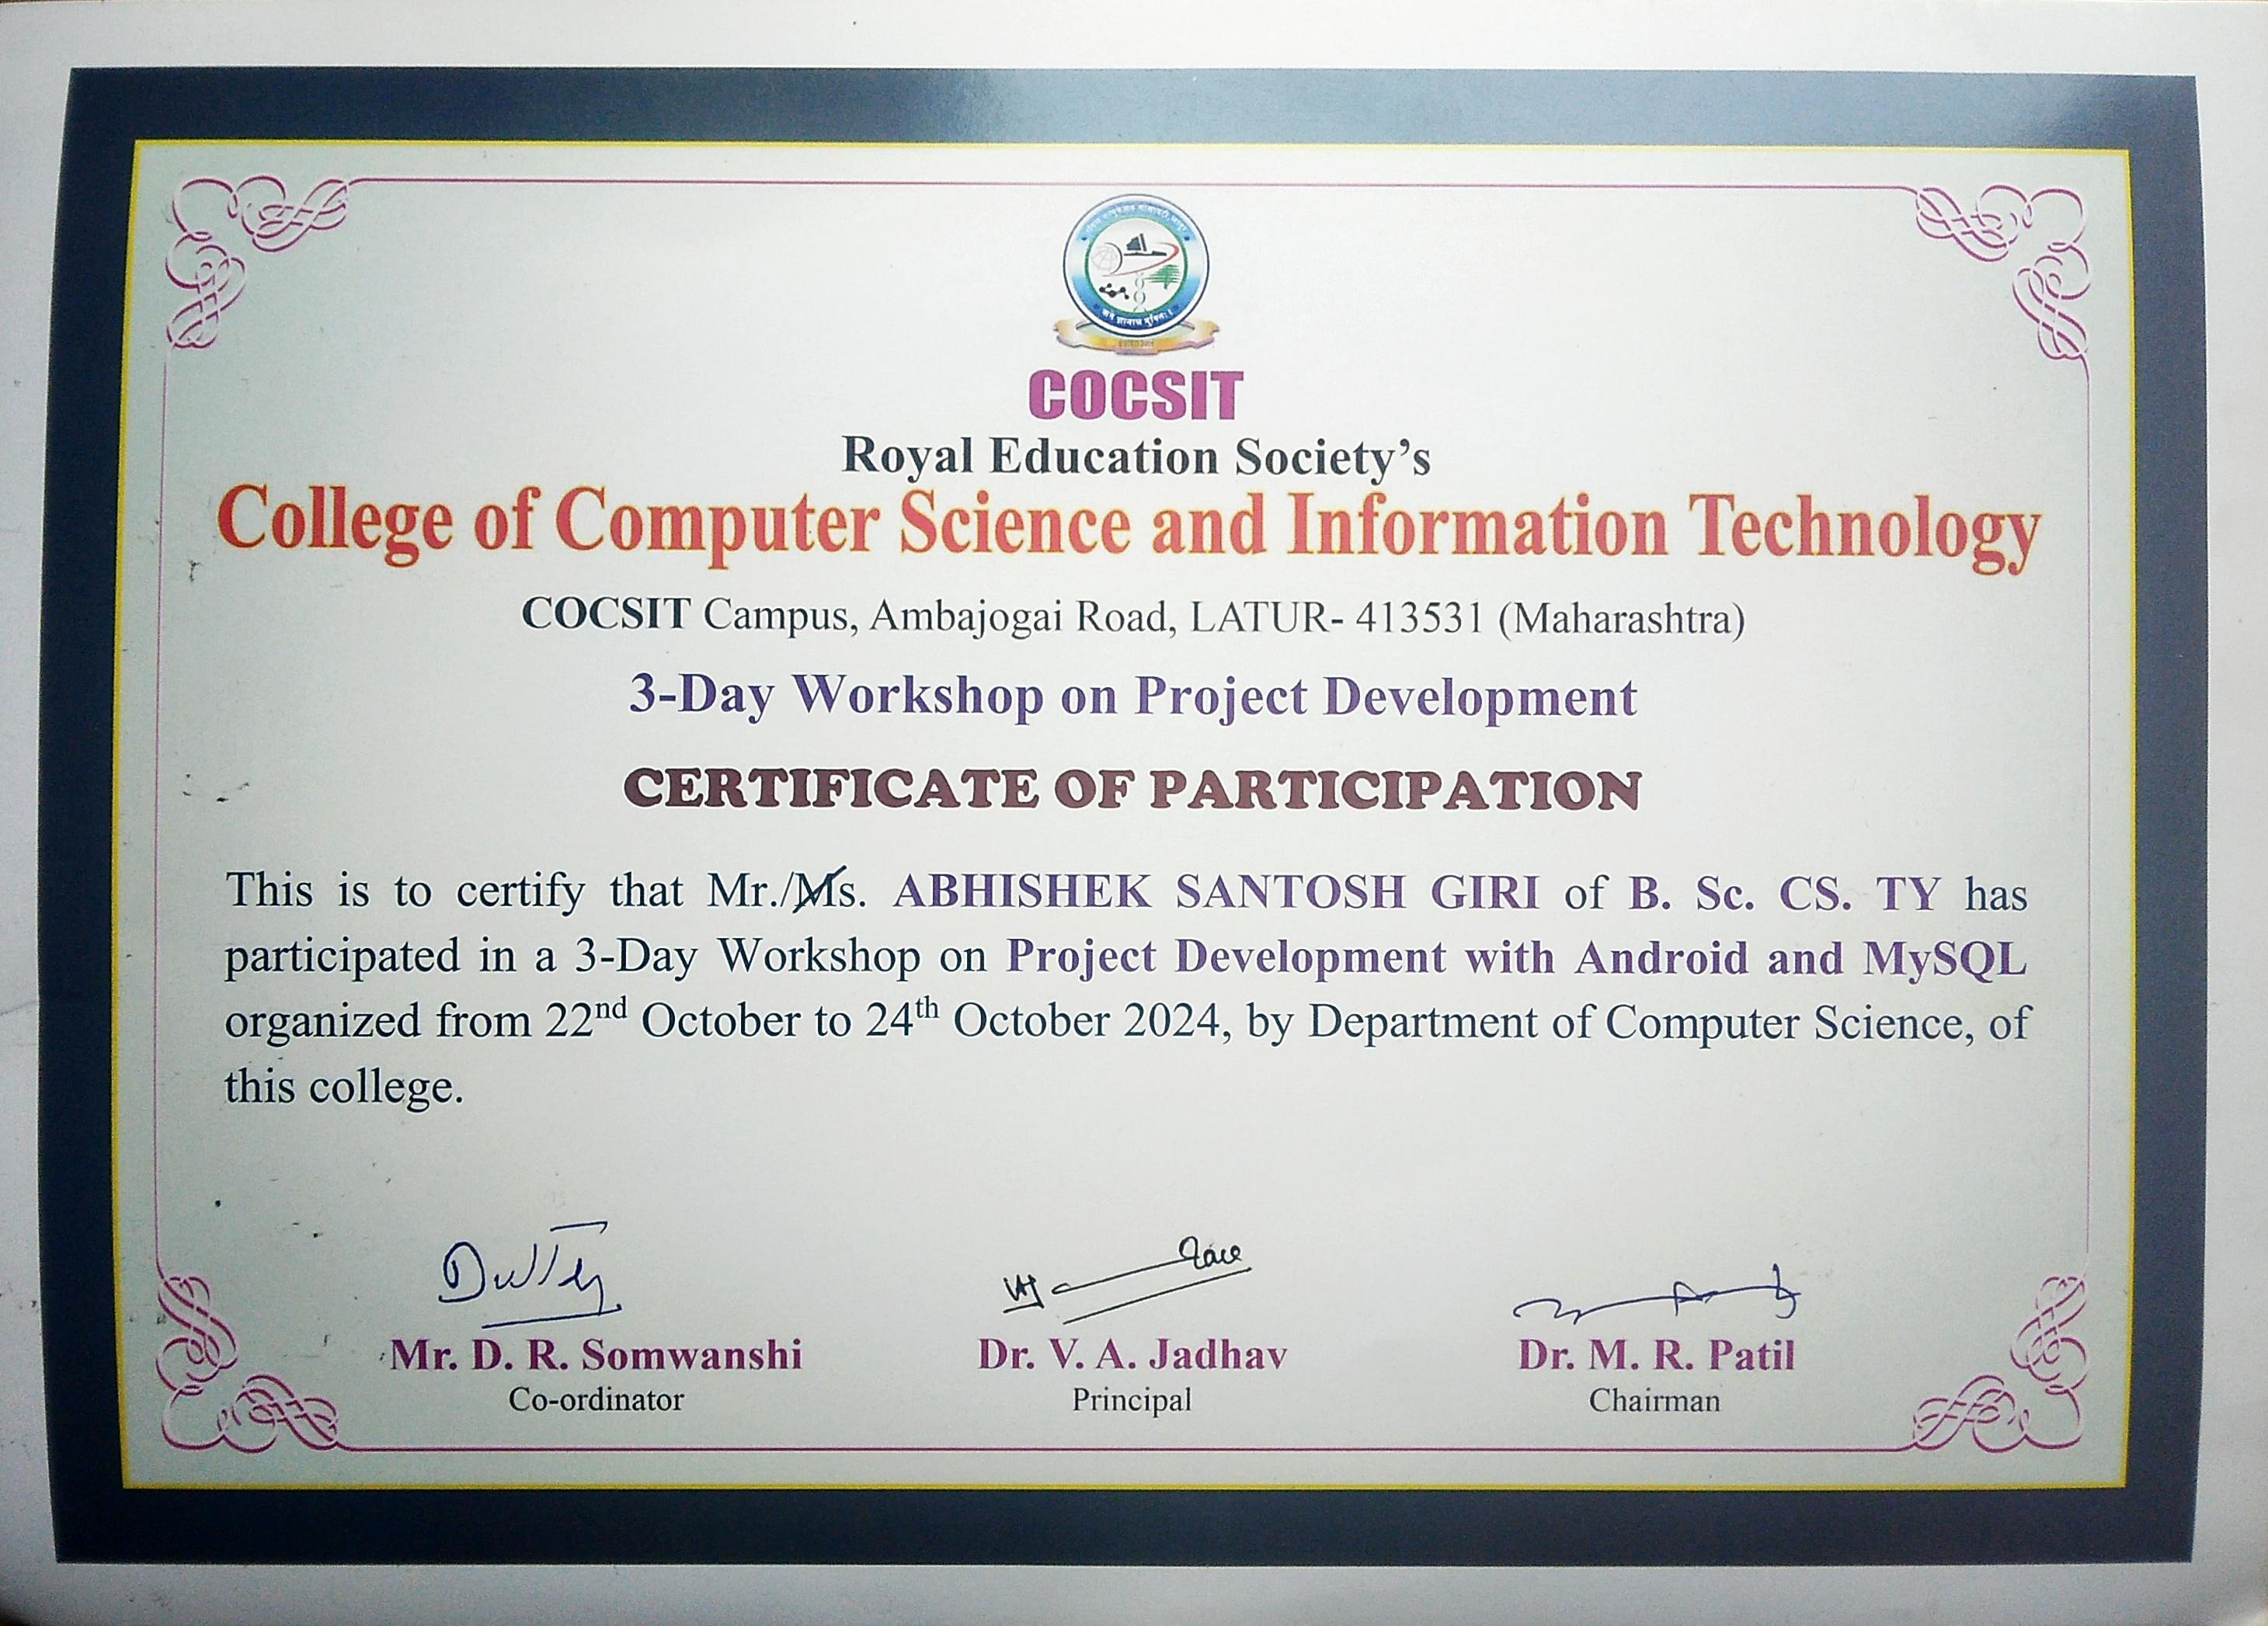 COCSIT
Royal Education Society’s
College of Computer Science and Information Technology
COCSIT Campus, Ambajogai Road, LATUR- 413531 (Maharashtra)
3-Day Workshop on Project Development
CERTIFICATE OF PARTICIPATION
This is to certify that Mr./Ms. ABHISHEK SANTOSH GIRI of B. Sc. CS. TY has
participated in a 3-Day Workshop on Project Development with Android and MySQL
organized from 22nd October to 24th October 2024, by Department of Computer Science, of
this college.
Mr. D. R. Somwanshi
Co-ordinator
Dr. V. A. Jadhav
Principal
Dr. M. R. Patil
Chairman